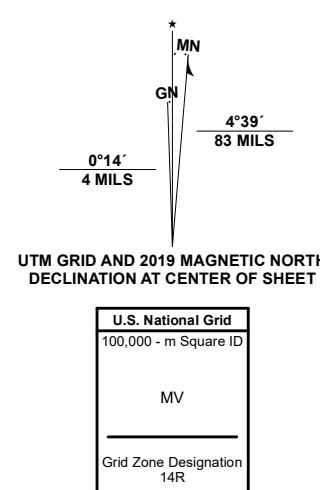 ★
MN
GN
4°39´
83 MILS
0°14´
4 MILS
UTM GRID AND 2019 MAGNETIC NORTH
DECLINATION AT CENTER OF SHEET
U.S. National Grid
100,000 - m Square ID
MV
Grid Zone Designation
14R